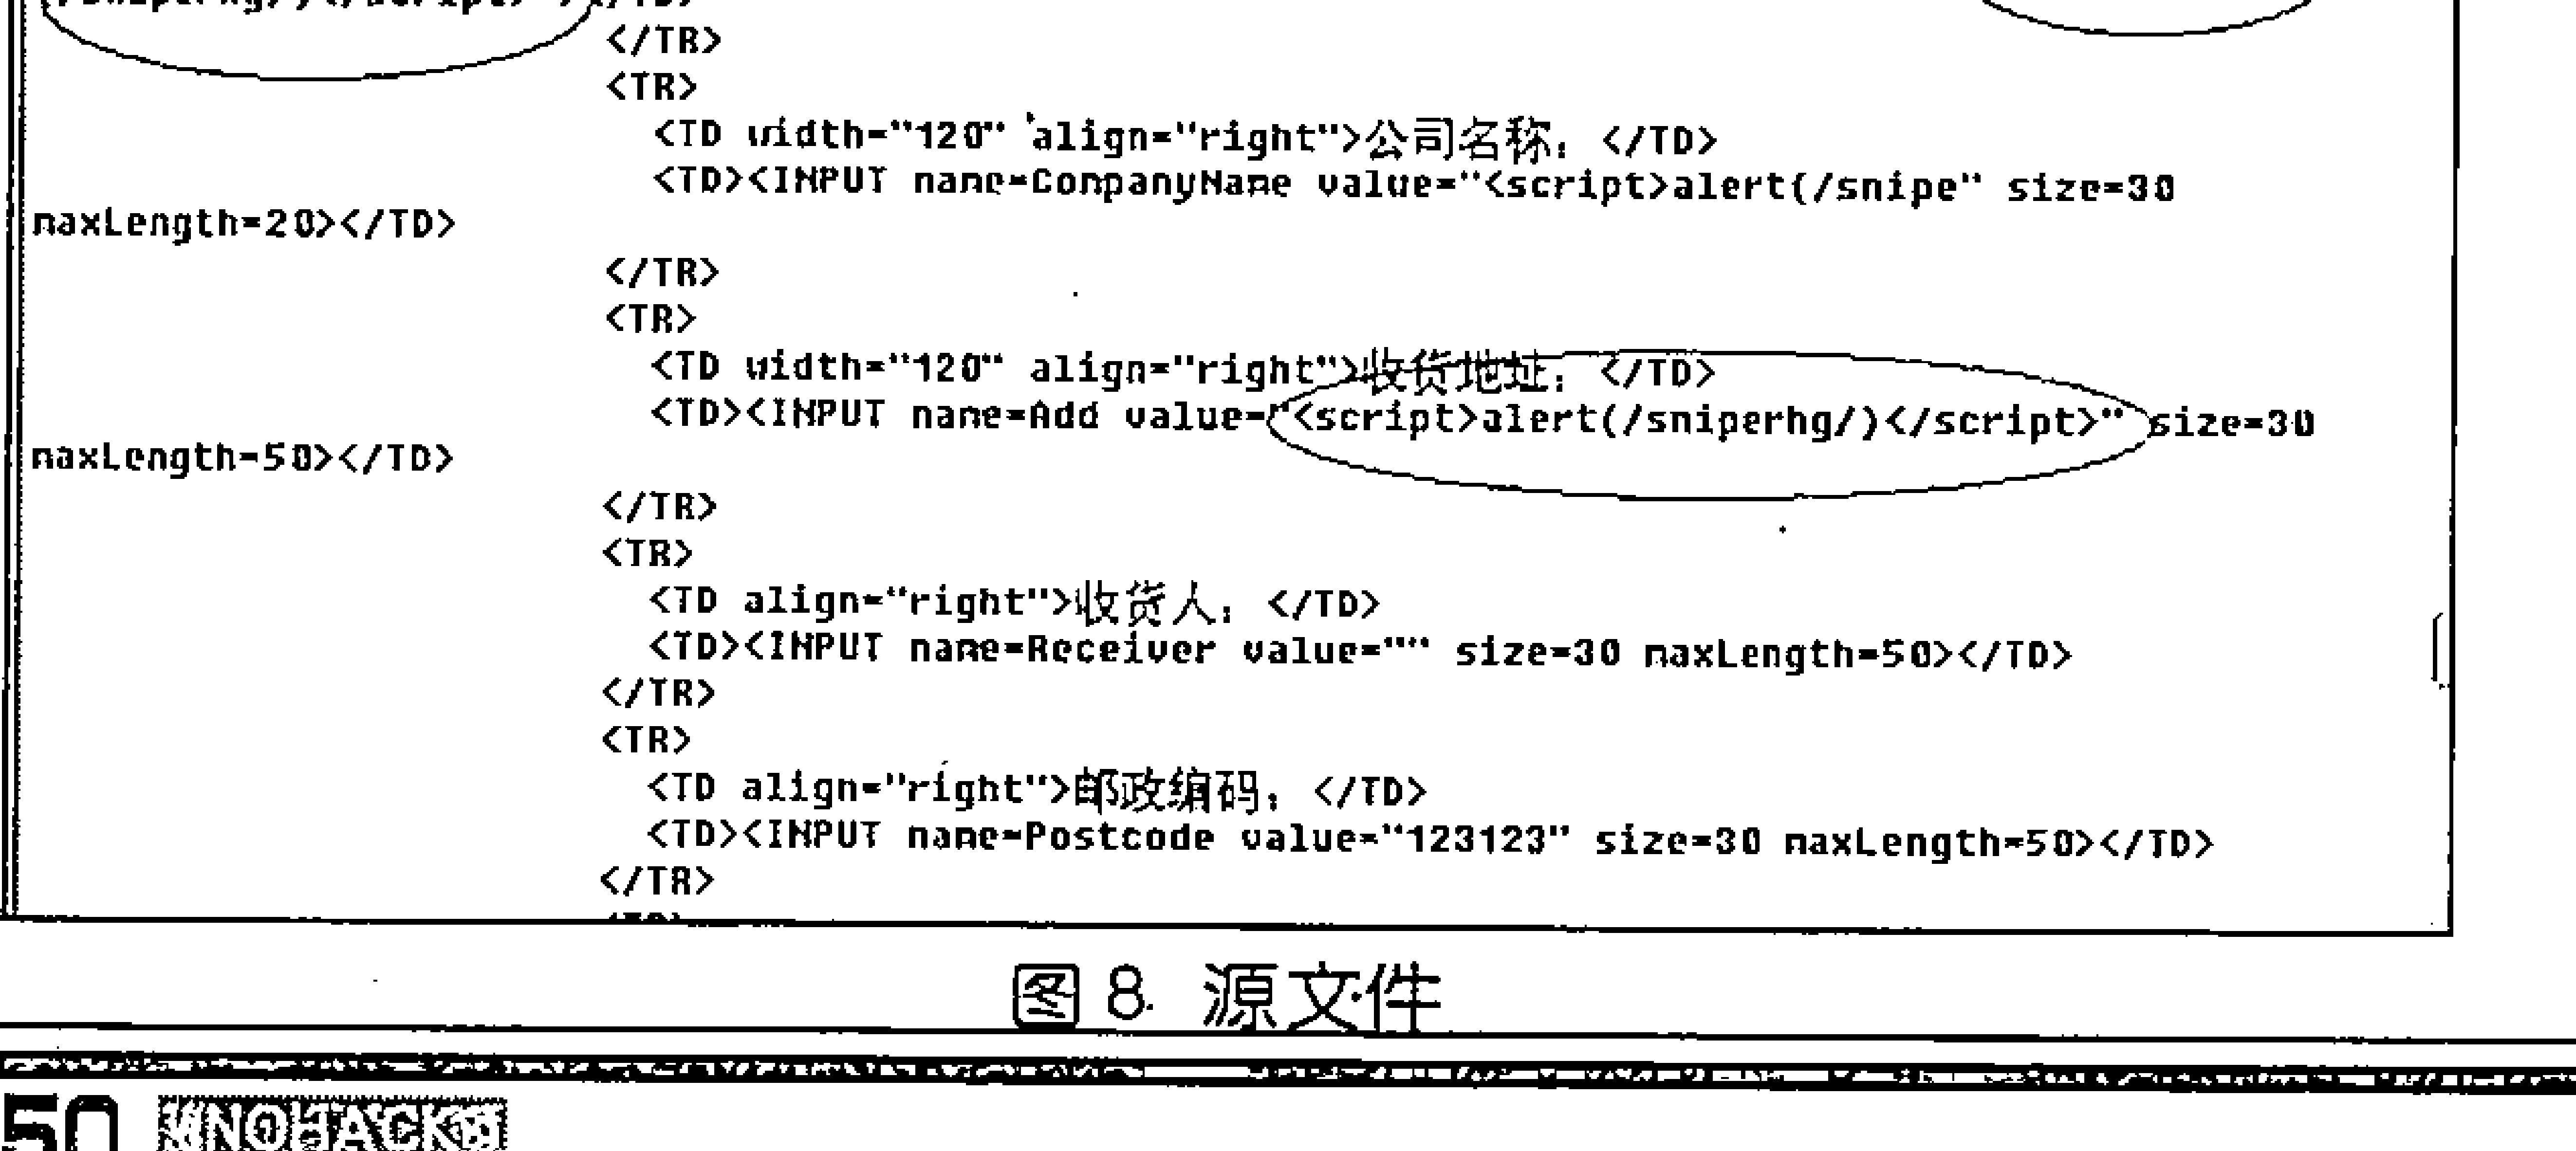 </TR>
<TR>
<TD width="120" align="right">公司名称: </TD>
<TD><INPUT name=CompanyName value="<script>alert(/snipe" size=30
maxLength=20></TD>
</TR>
<TR>
<TD width="120" align="right">收货地址: </TD>
<TD><INPUT name=Add value="<script>alert(/sniperhg/)</script>" size=30
maxLength=50></TD>
</TR>
<TR>
<TD align="right">收货人: </TD>
<TD><INPUT name=Receiver value="" size=30 maxLength=50></TD>
</TR>
<TR>
<TD align="right">邮政编码: </TD>
<TD><INPUT name=Postcode value="123123" size=30 maxLength=50></TD>
</TR>
图 8 源文件
50 NOHACK